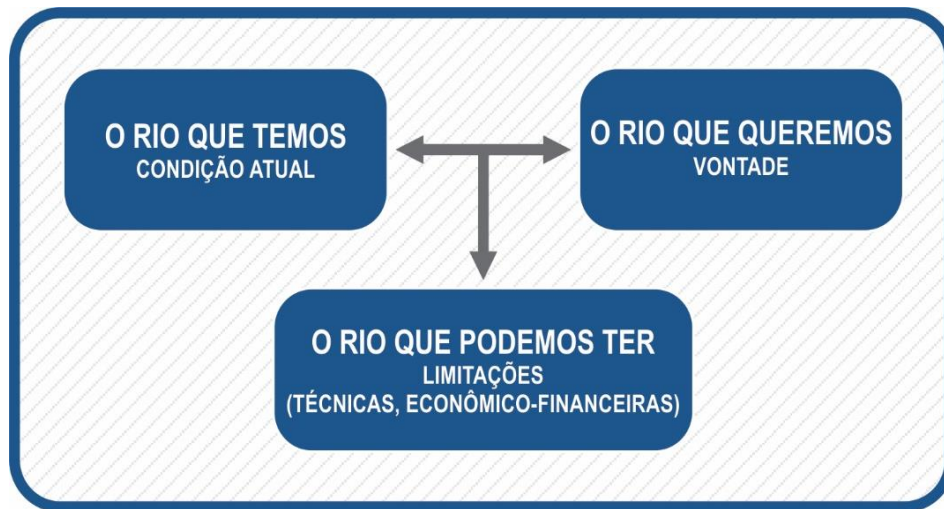 O RIO QUE TEMOS
CONDIÇÃO ATUAL
O RIO QUE QUEREMOS
VONTADE
O RIO QUE PODEMOS TER
LIMITAÇÕES
(TÉCNICAS, ECONÔMICO-FINANCEIRAS)